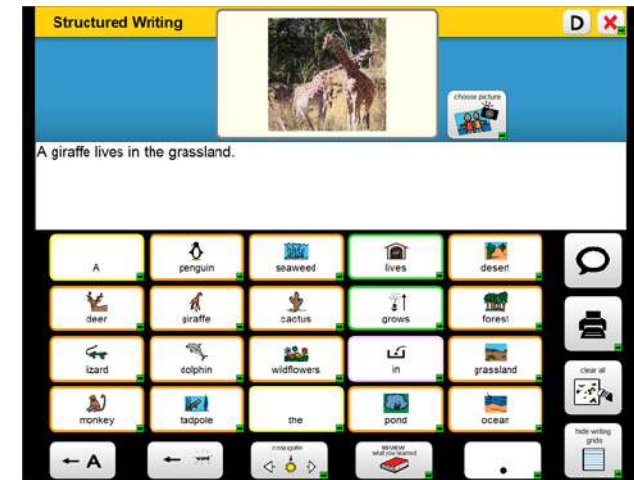 Structured Writing
D
choose picture
A giraffe lives in the grassland.
A penguin seaweed lives desert
deer giraffe cactus grows forest
lizard dolphin wildflowers in grassland
clear all
monkey tadpole the pond ocean
hide writing grids
A conjugate REVIEW what you learned .